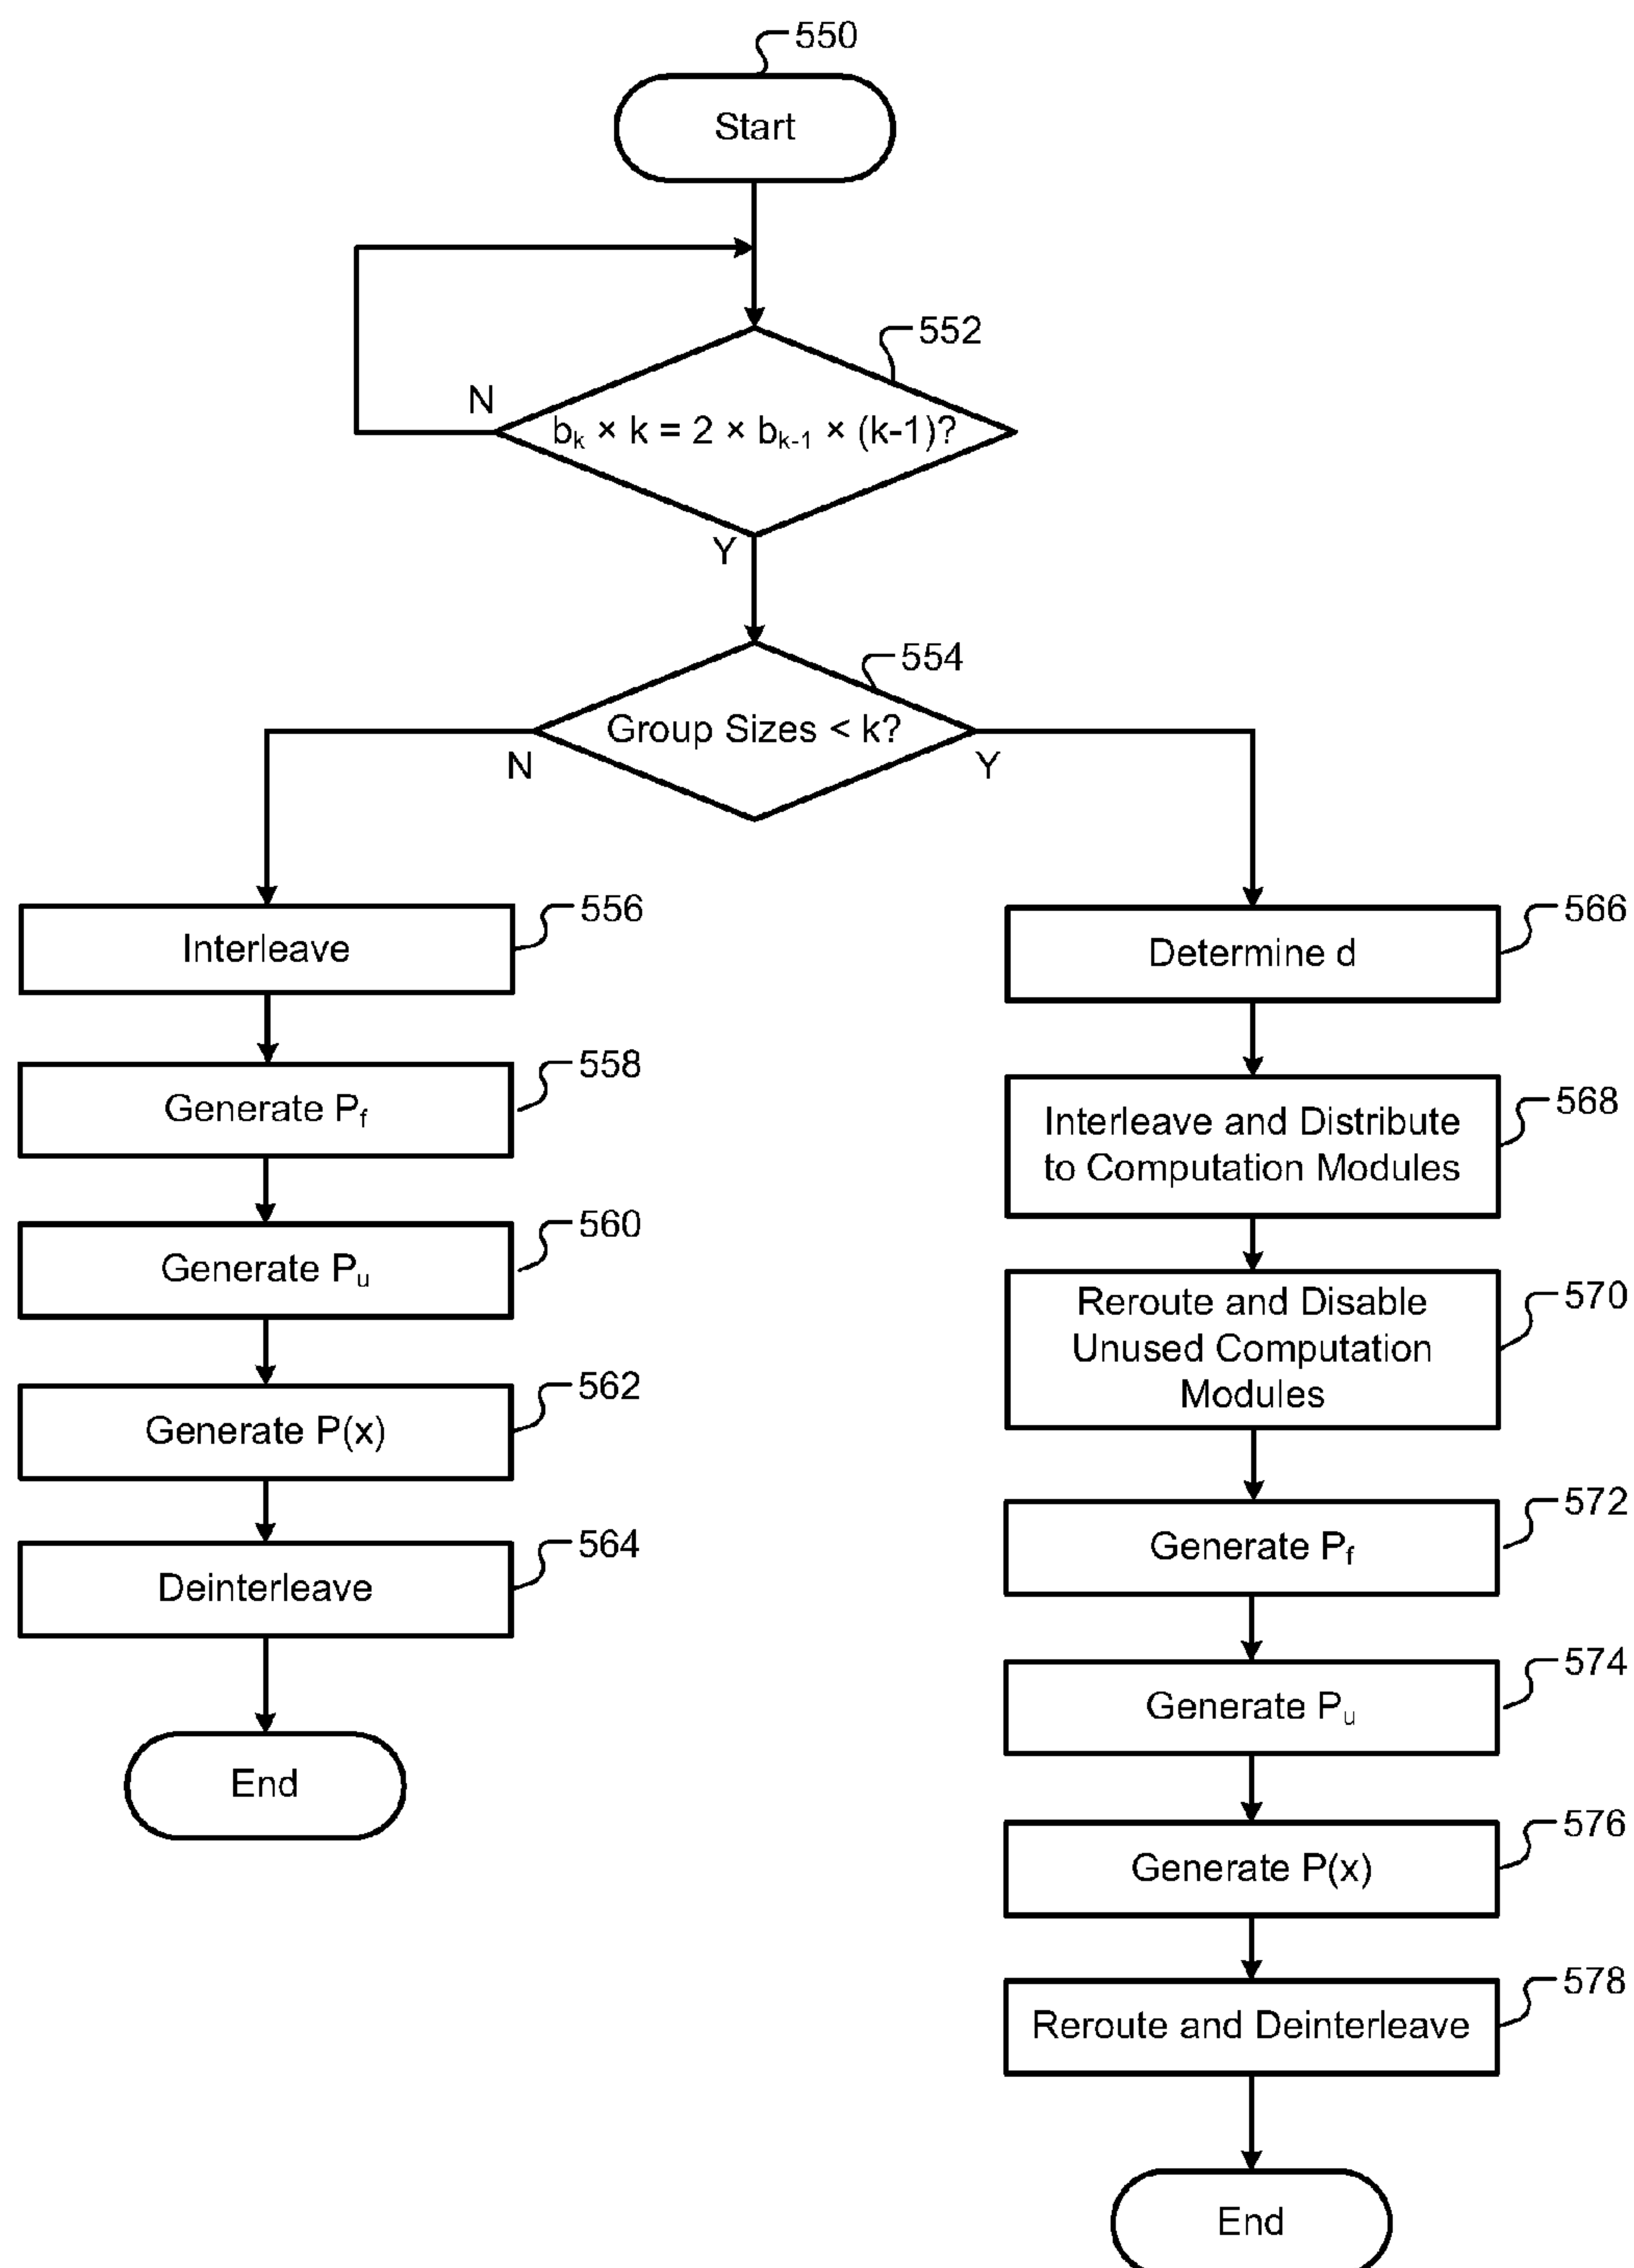 550
Start
552
N
bₖ × k = 2 × bₖ₋₁ × (k-1)?
Y
554
Group Sizes < k?
N
Y
556
Interleave
558
Generate P_f
560
Generate Pᵤ
562
Generate P(x)
564
Deinterleave
End
566
Determine d
568
Interleave and Distribute
to Computation Modules
570
Reroute and Disable
Unused Computation
Modules
572
Generate P_f
574
Generate Pᵤ
576
Generate P(x)
578
Reroute and Deinterleave
End